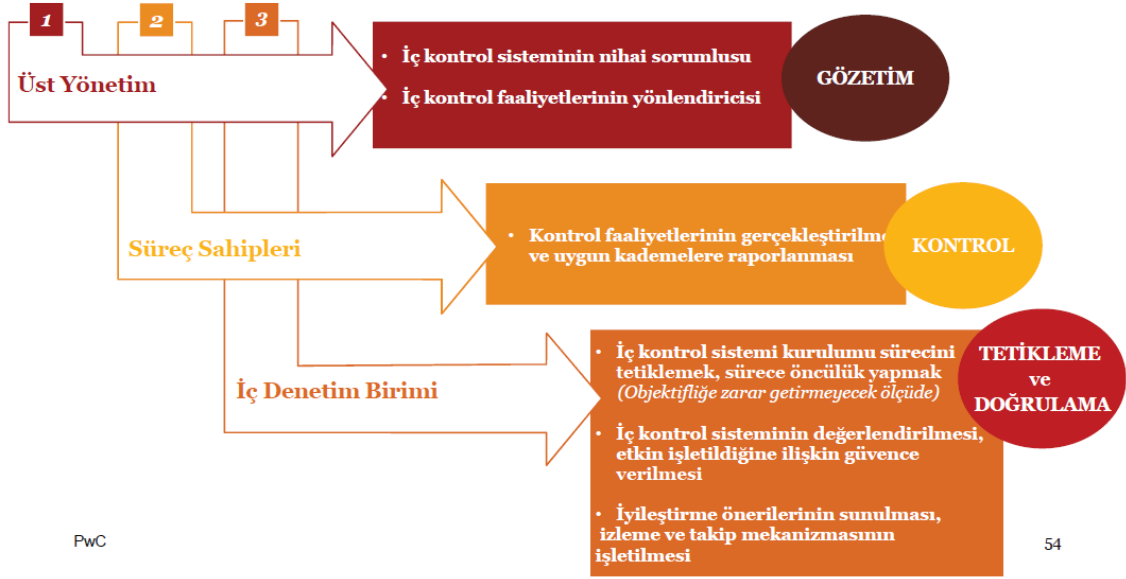 1
2
3
Üst Yönetim
• İç kontrol sisteminin nihai sorumlusu
• İç kontrol faaliyetlerinin yönlendiricisi
GÖZETİM
Süreç Sahipleri
• Kontrol faaliyetlerinin
ve uygun kademelere raporlanması
KONTROL
İç Denetim Birimi
• İç kontrol sistemi kurulumu sürecini
tetiklemek, sürece öncülük yapmak
(Objektifliğe zarar getirmeyecek ölçüde)
• İç kontrol sisteminin değerlendirilmesi,
etkin işletildiğine ilişkin güvence
verilmesi
• İyileştirme önerilerinin sunulması,
izleme ve takip mekanizmasının
işletilmesi
TETİKLEME
ve
DOĞRULAMA
PwC
54